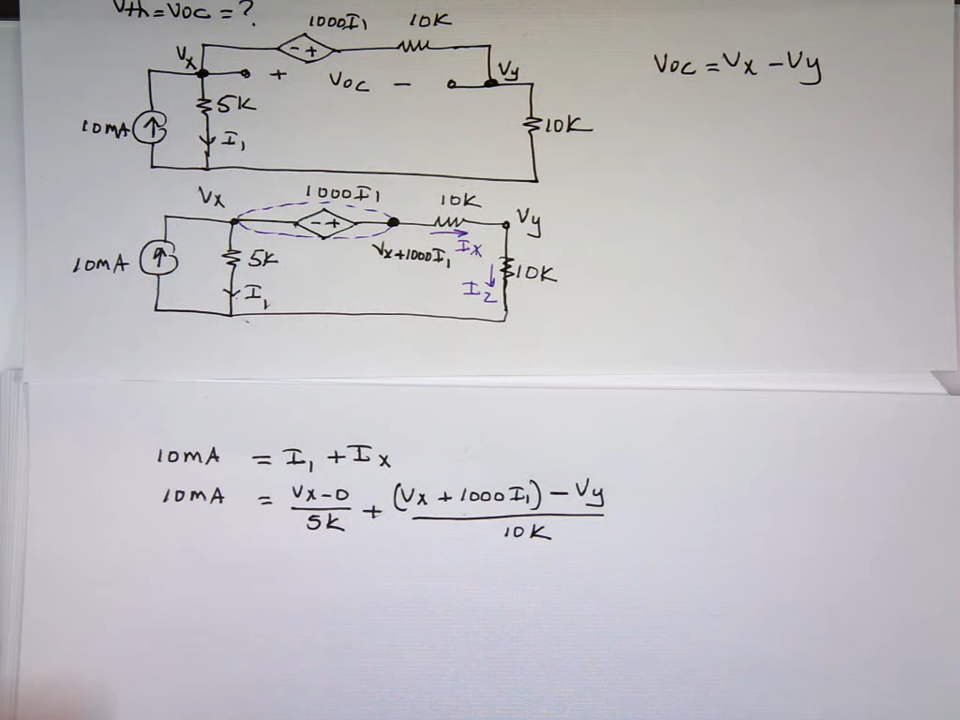 Vth = Voc = ?
1000I₁ 10K
Vx + Voc − Vy
Voc = Vx − Vy
− +
5K
10MA
I₁
10K
Vx 1000I₁ 10K Vy
− +
Vx+1000I₁ Ix
10MA 5K 10K
I₁ I₂
10MA = I₁ + Ix
10MA = Vx−0 / 5K + (Vx + 1000I₁) − Vy / 10K